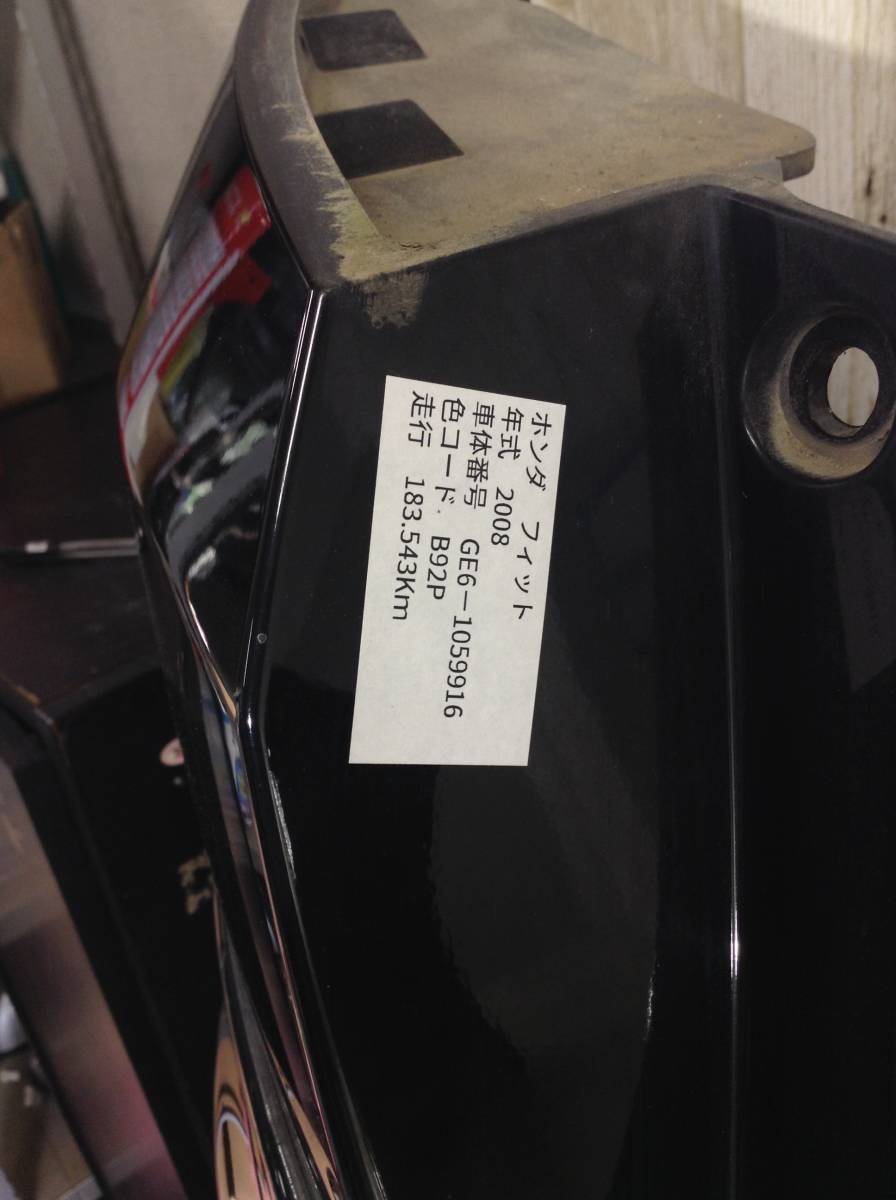 ホンダ　フィット
年式　2008
車体番号　GE6－1059916
色コード　B92P
走行　183.543Km